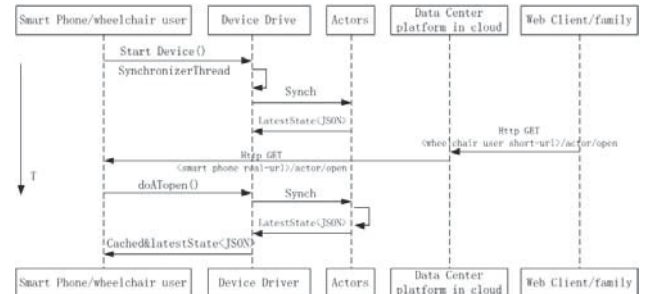 Smart Phone/wheelchair user
Device Drive
Actors
Data Center
platform in cloud
Web Client/family
Start Device()
SynchronizerThread
Synch
LatestState<JSON>
Http GET
<whee chair user short-url>/actor/open
Http GET
<smart phone real-url>/actor/open
T
doATopen()
Synch
LatestState<JSON>
Cached&latestState<JSON>
Smart Phone/wheelchair user
Device Driver
Actors
Data Center
platform in cloud
Web Client/family